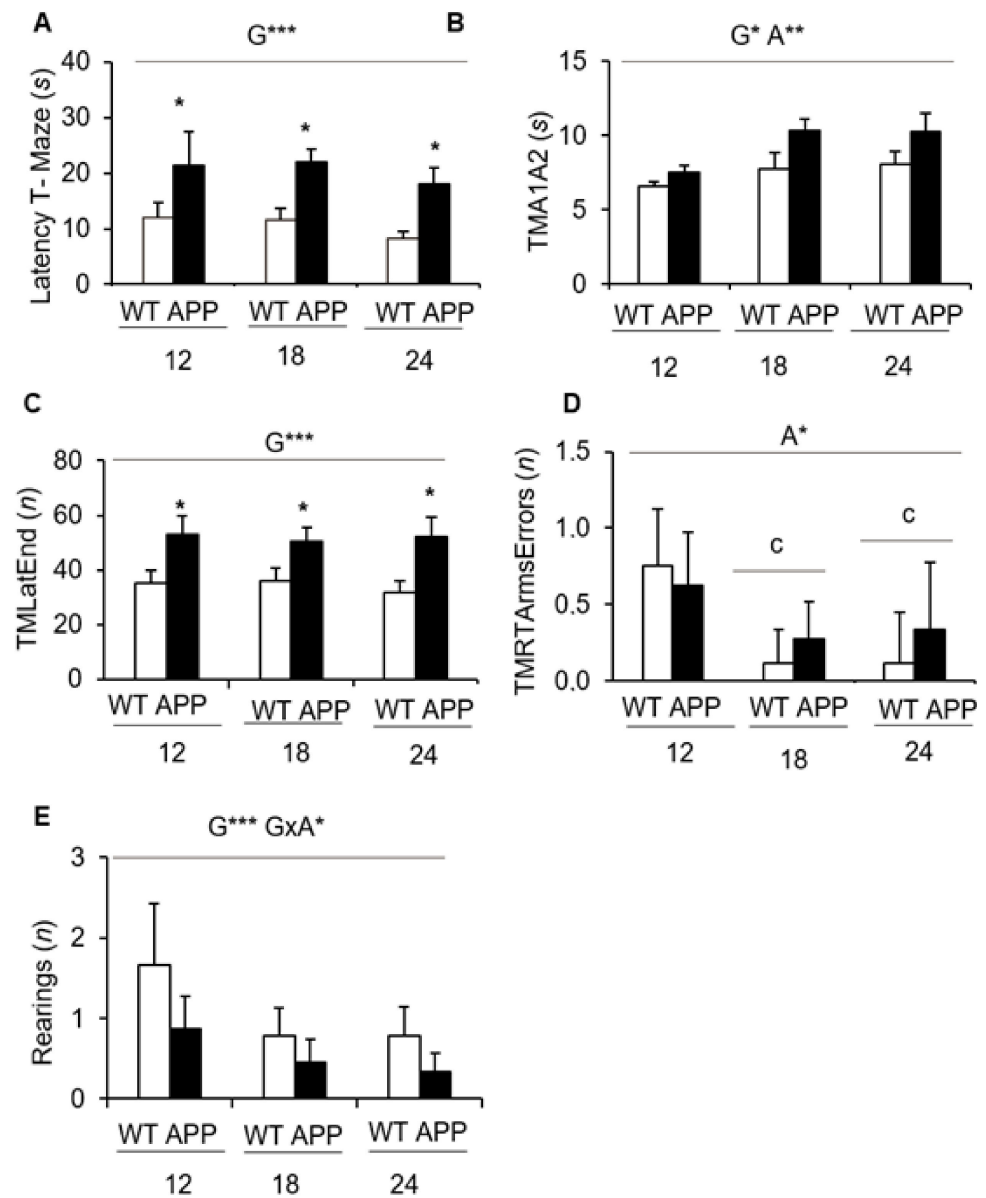 A
G***
Latency T- Maze (s)
40
30
20
10
0
* * *
WT APP WT APP WT APP
12 18 24
B
G* A**
TMA1A2 (s)
15
10
5
0
WT APP WT APP WT APP
12 18 24
C
G***
TMLatEnd (n)
80
60
40
20
0
* * *
WT APP WT APP WT APP
12 18 24
D
A*
TMRTArmsErrors (n)
1.5
1.0
0.5
0.0
c c
WT APP WT APP WT APP
12 18 24
E
G*** GxA*
Rearings (n)
3
2
1
0
WT APP WT APP WT APP
12 18 24